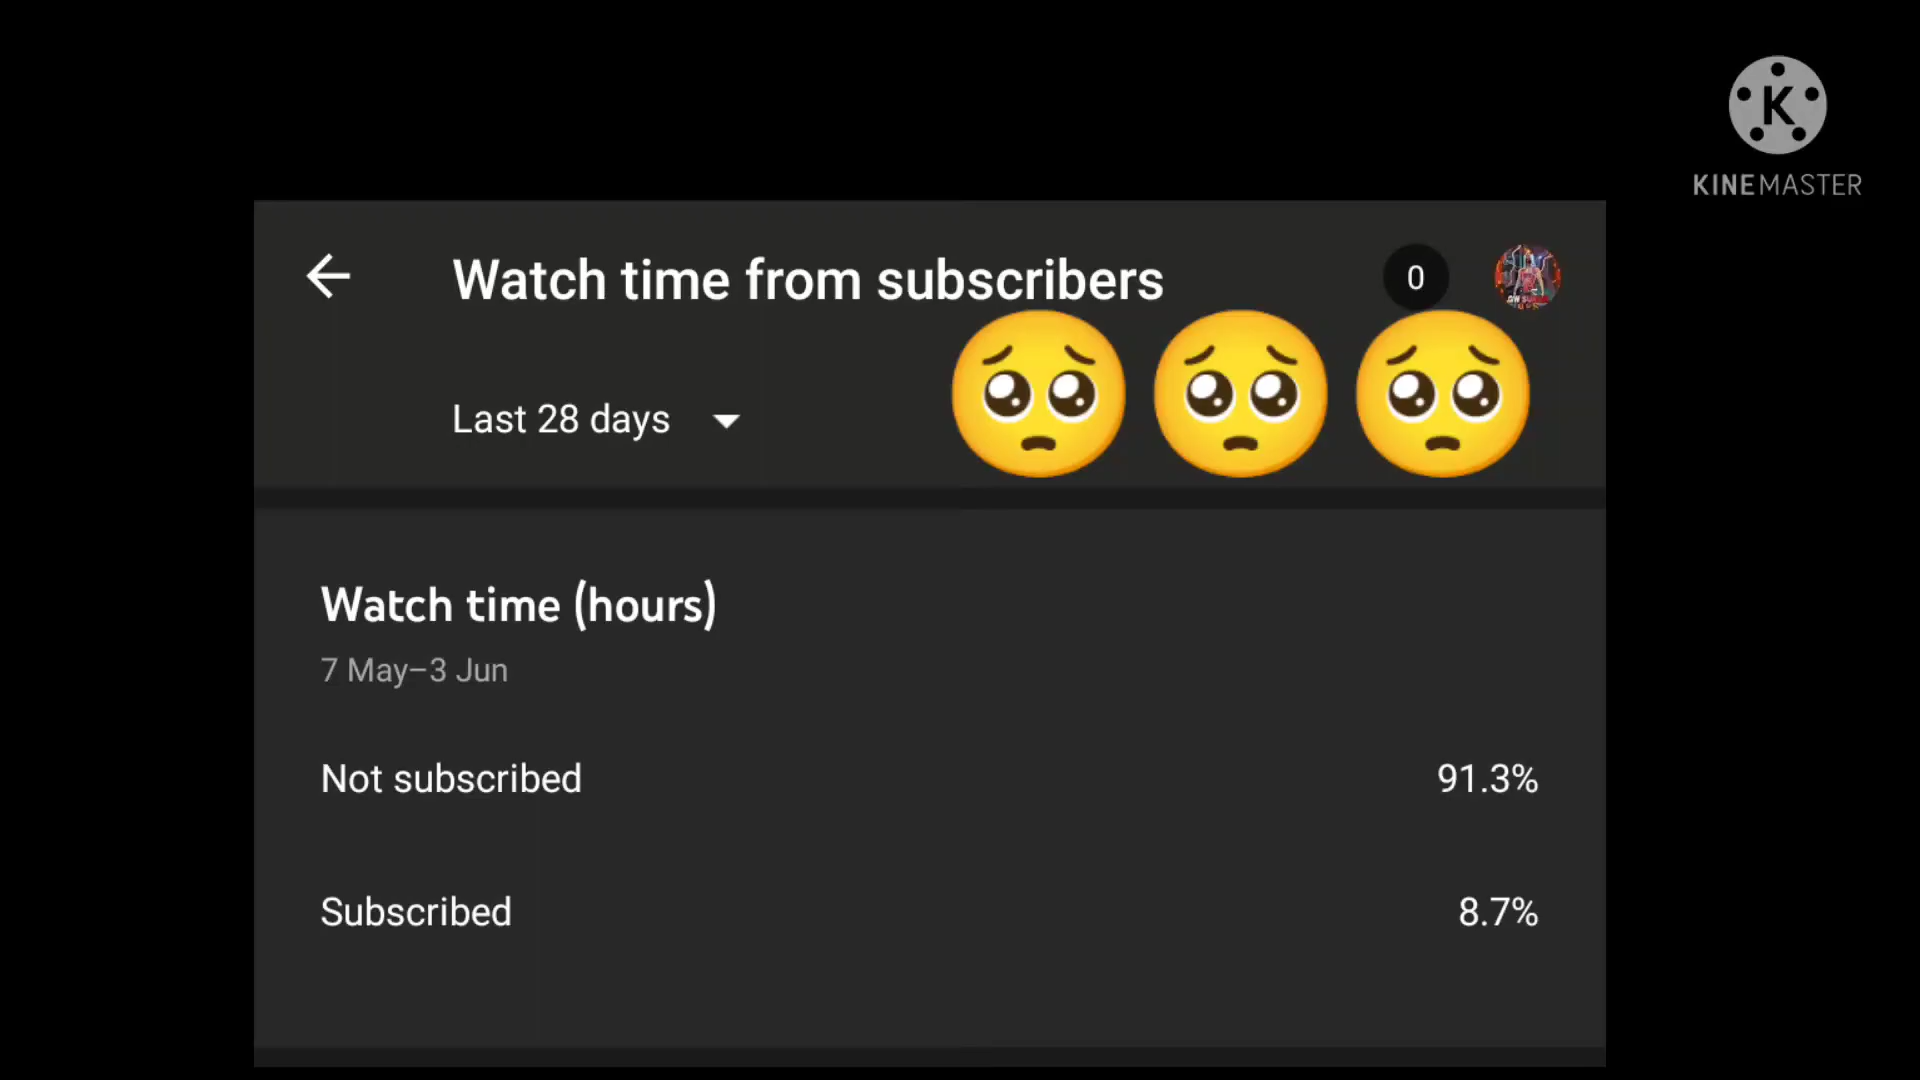 K
KINEMASTER
Watch time from subscribers
0
Last 28 days
Watch time (hours)
7 May–3 Jun
Not subscribed 91.3%
Subscribed 8.7%